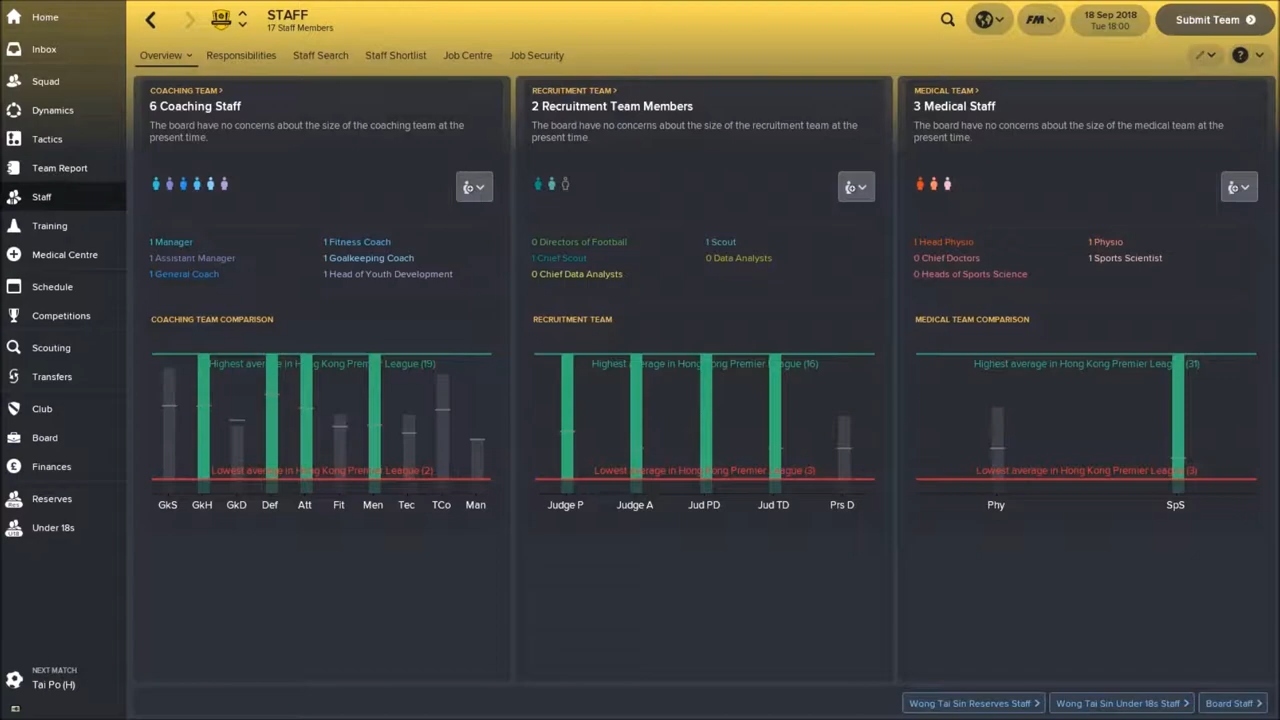 Home
Inbox
Squad
Dynamics
Tactics
Team Report
Staff
Training
Medical Centre
Schedule
Competitions
Scouting
Transfers
Club
Board
Finances
Res
Reserves
U18
Under 18s
NEXT MATCH
Tai Po (H)
STAFF
17 Staff Members
FM
18 Sep 2018
Tue 18:00
Submit Team
Overview
Responsibilities
Staff Search
Staff Shortlist
Job Centre
Job Security
?
COACHING TEAM >
6 Coaching Staff
The board have no concerns about the size of the coaching team at the
present time.
1 Manager
1 Fitness Coach
1 Assistant Manager
1 Goalkeeping Coach
1 General Coach
1 Head of Youth Development
COACHING TEAM COMPARISON
Highest average in Hong Kong Premier League (19)
Lowest average in Hong Kong Premier League (2)
GkS GkH GkD Def Att Fit Men Tec TCo Man
RECRUITMENT TEAM >
2 Recruitment Team Members
The board have no concerns about the size of the recruitment team at the
present time.
0 Directors of Football
1 Scout
1 Chief Scout
0 Data Analysts
0 Chief Data Analysts
RECRUITMENT TEAM
Highest average in Hong Kong Premier League (16)
Lowest average in Hong Kong Premier League (3)
Judge P Judge A Jud PD Jud TD Prs D
MEDICAL TEAM >
3 Medical Staff
The board have no concerns about the size of the medical team at the
present time.
1 Head Physio
1 Physio
0 Chief Doctors
1 Sports Scientist
0 Heads of Sports Science
MEDICAL TEAM COMPARISON
Highest average in Hong Kong Premier League (31)
Lowest average in Hong Kong Premier League (3)
Phy SpS
Wong Tai Sin Reserves Staff >
Wong Tai Sin Under 18s Staff >
Board Staff >